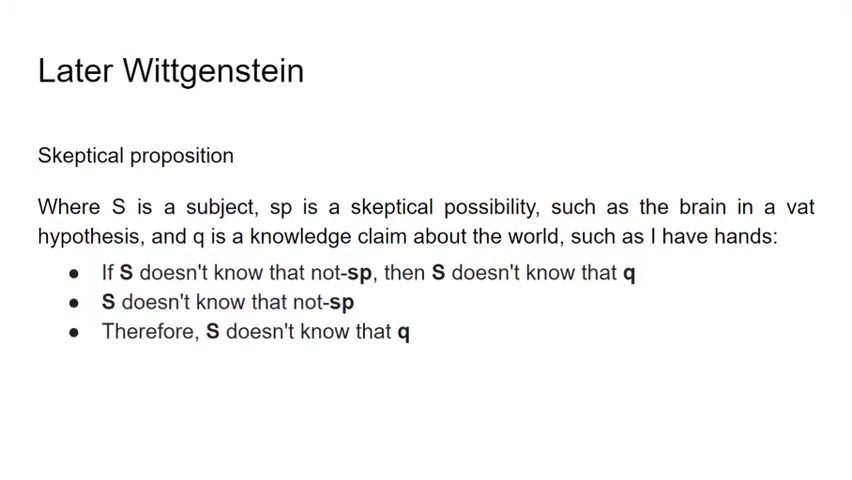 Later Wittgenstein
Skeptical proposition
Where S is a subject, sp is a skeptical possibility, such as the brain in a vat
hypothesis, and q is a knowledge claim about the world, such as I have hands:
● If S doesn't know that not-sp, then S doesn't know that q
● S doesn't know that not-sp
● Therefore, S doesn't know that q